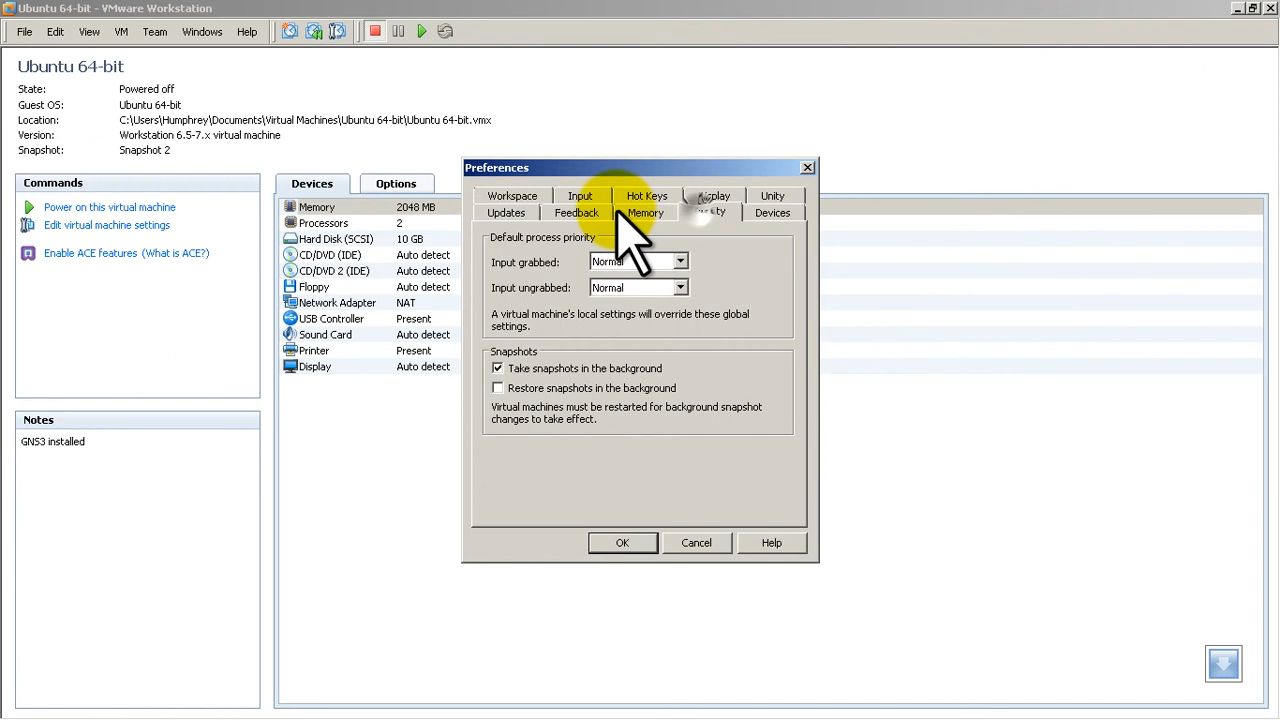 Ubuntu 64-bit - VMware Workstation
File Edit View VM Team Windows Help
Ubuntu 64-bit
State: Powered off
Guest OS: Ubuntu 64-bit
Location: C:\Users\Humphrey\Documents\Virtual Machines\Ubuntu 64-bit\Ubuntu 64-bit.vmx
Version: Workstation 6.5-7.x virtual machine
Snapshot: Snapshot 2
Commands
Power on this virtual machine
Edit virtual machine settings
Enable ACE features (What is ACE?)
Notes
GNS3 installed
Devices Options
Memory 2048 MB
Processors 2
Hard Disk (SCSI) 10 GB
CD/DVD (IDE) Auto detect
CD/DVD 2 (IDE) Auto detect
Floppy Auto detect
Network Adapter NAT
USB Controller Present
Sound Card Auto detect
Printer Present
Display Auto detect
Preferences
Workspace Input Hot Keys Unity
Updates Feedback Memory Devices
Default process priority
Input grabbed: Normal
Input ungrabbed: Normal
A virtual machine's local settings will override these global
settings.
Snapshots
Take snapshots in the background
Restore snapshots in the background
Virtual machines must be restarted for background snapshot
changes to take effect.
OK Cancel Help